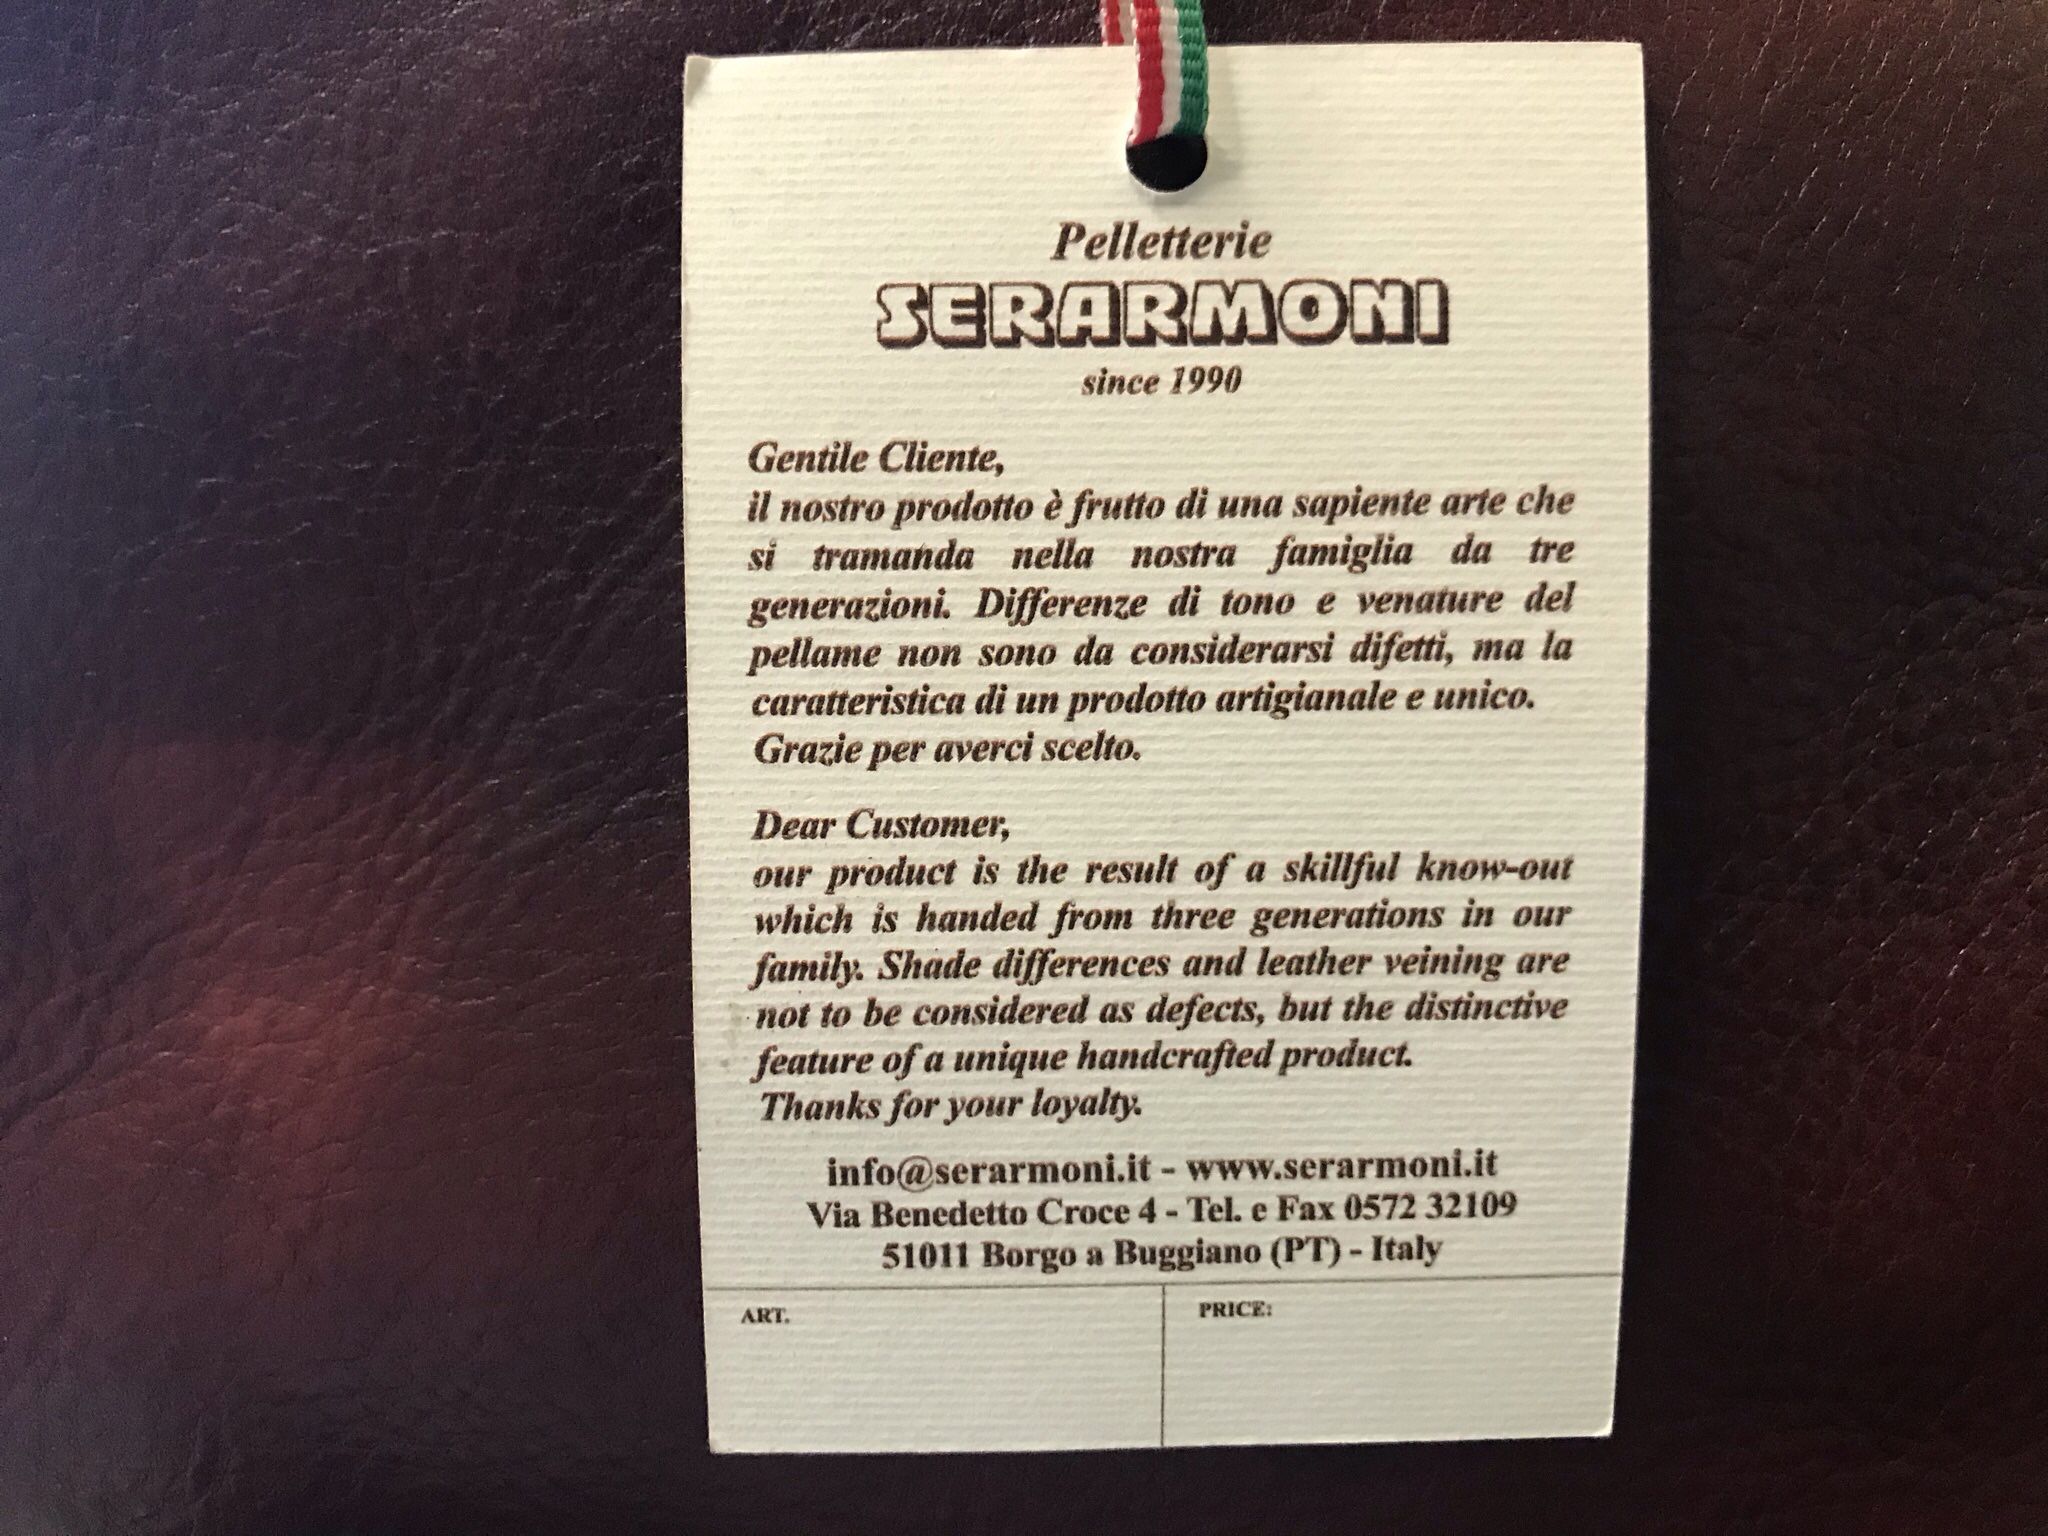 Pelletterie
SERARMONI
since 1990
Gentile Cliente,
il nostro prodotto è frutto di una sapiente arte che
si tramanda nella nostra famiglia da tre
generazioni. Differenze di tono e venature del
pellame non sono da considerarsi difetti, ma la
caratteristica di un prodotto artigianale e unico.
Grazie per averci scelto.
Dear Customer,
our product is the result of a skillful know-out
which is handed from three generations in our
family. Shade differences and leather veining are
not to be considered as defects, but the distinctive
feature of a unique handcrafted product.
Thanks for your loyalty.
info@serarmoni.it - www.serarmoni.it
Via Benedetto Croce 4 - Tel. e Fax 0572 32109
51011 Borgo a Buggiano (PT) - Italy
ART. PRICE: